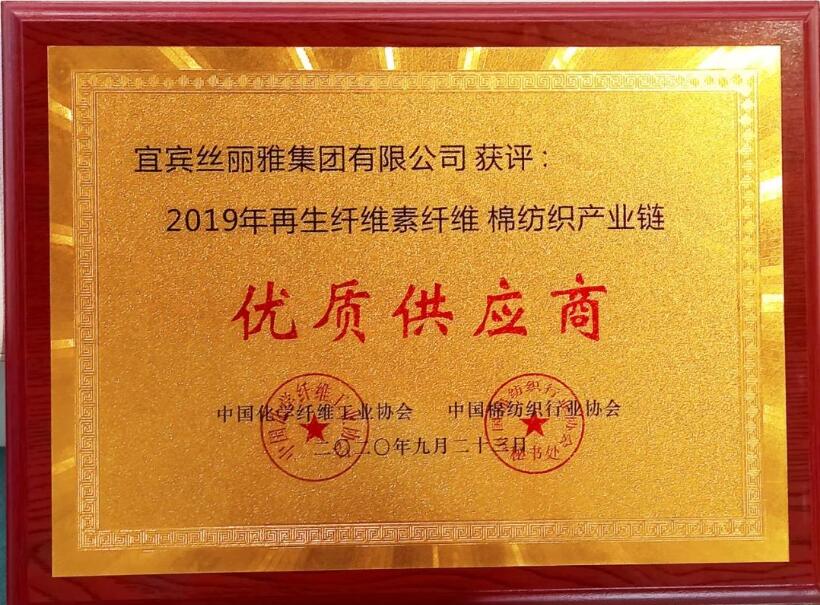 宜宾丝丽雅集团有限公司 获评：
2019年再生纤维素纤维 棉纺织产业链
优质供应商
中国化学纤维工业协会 中国棉纺织行业协会
二〇二〇年九月二十三日
秘书处